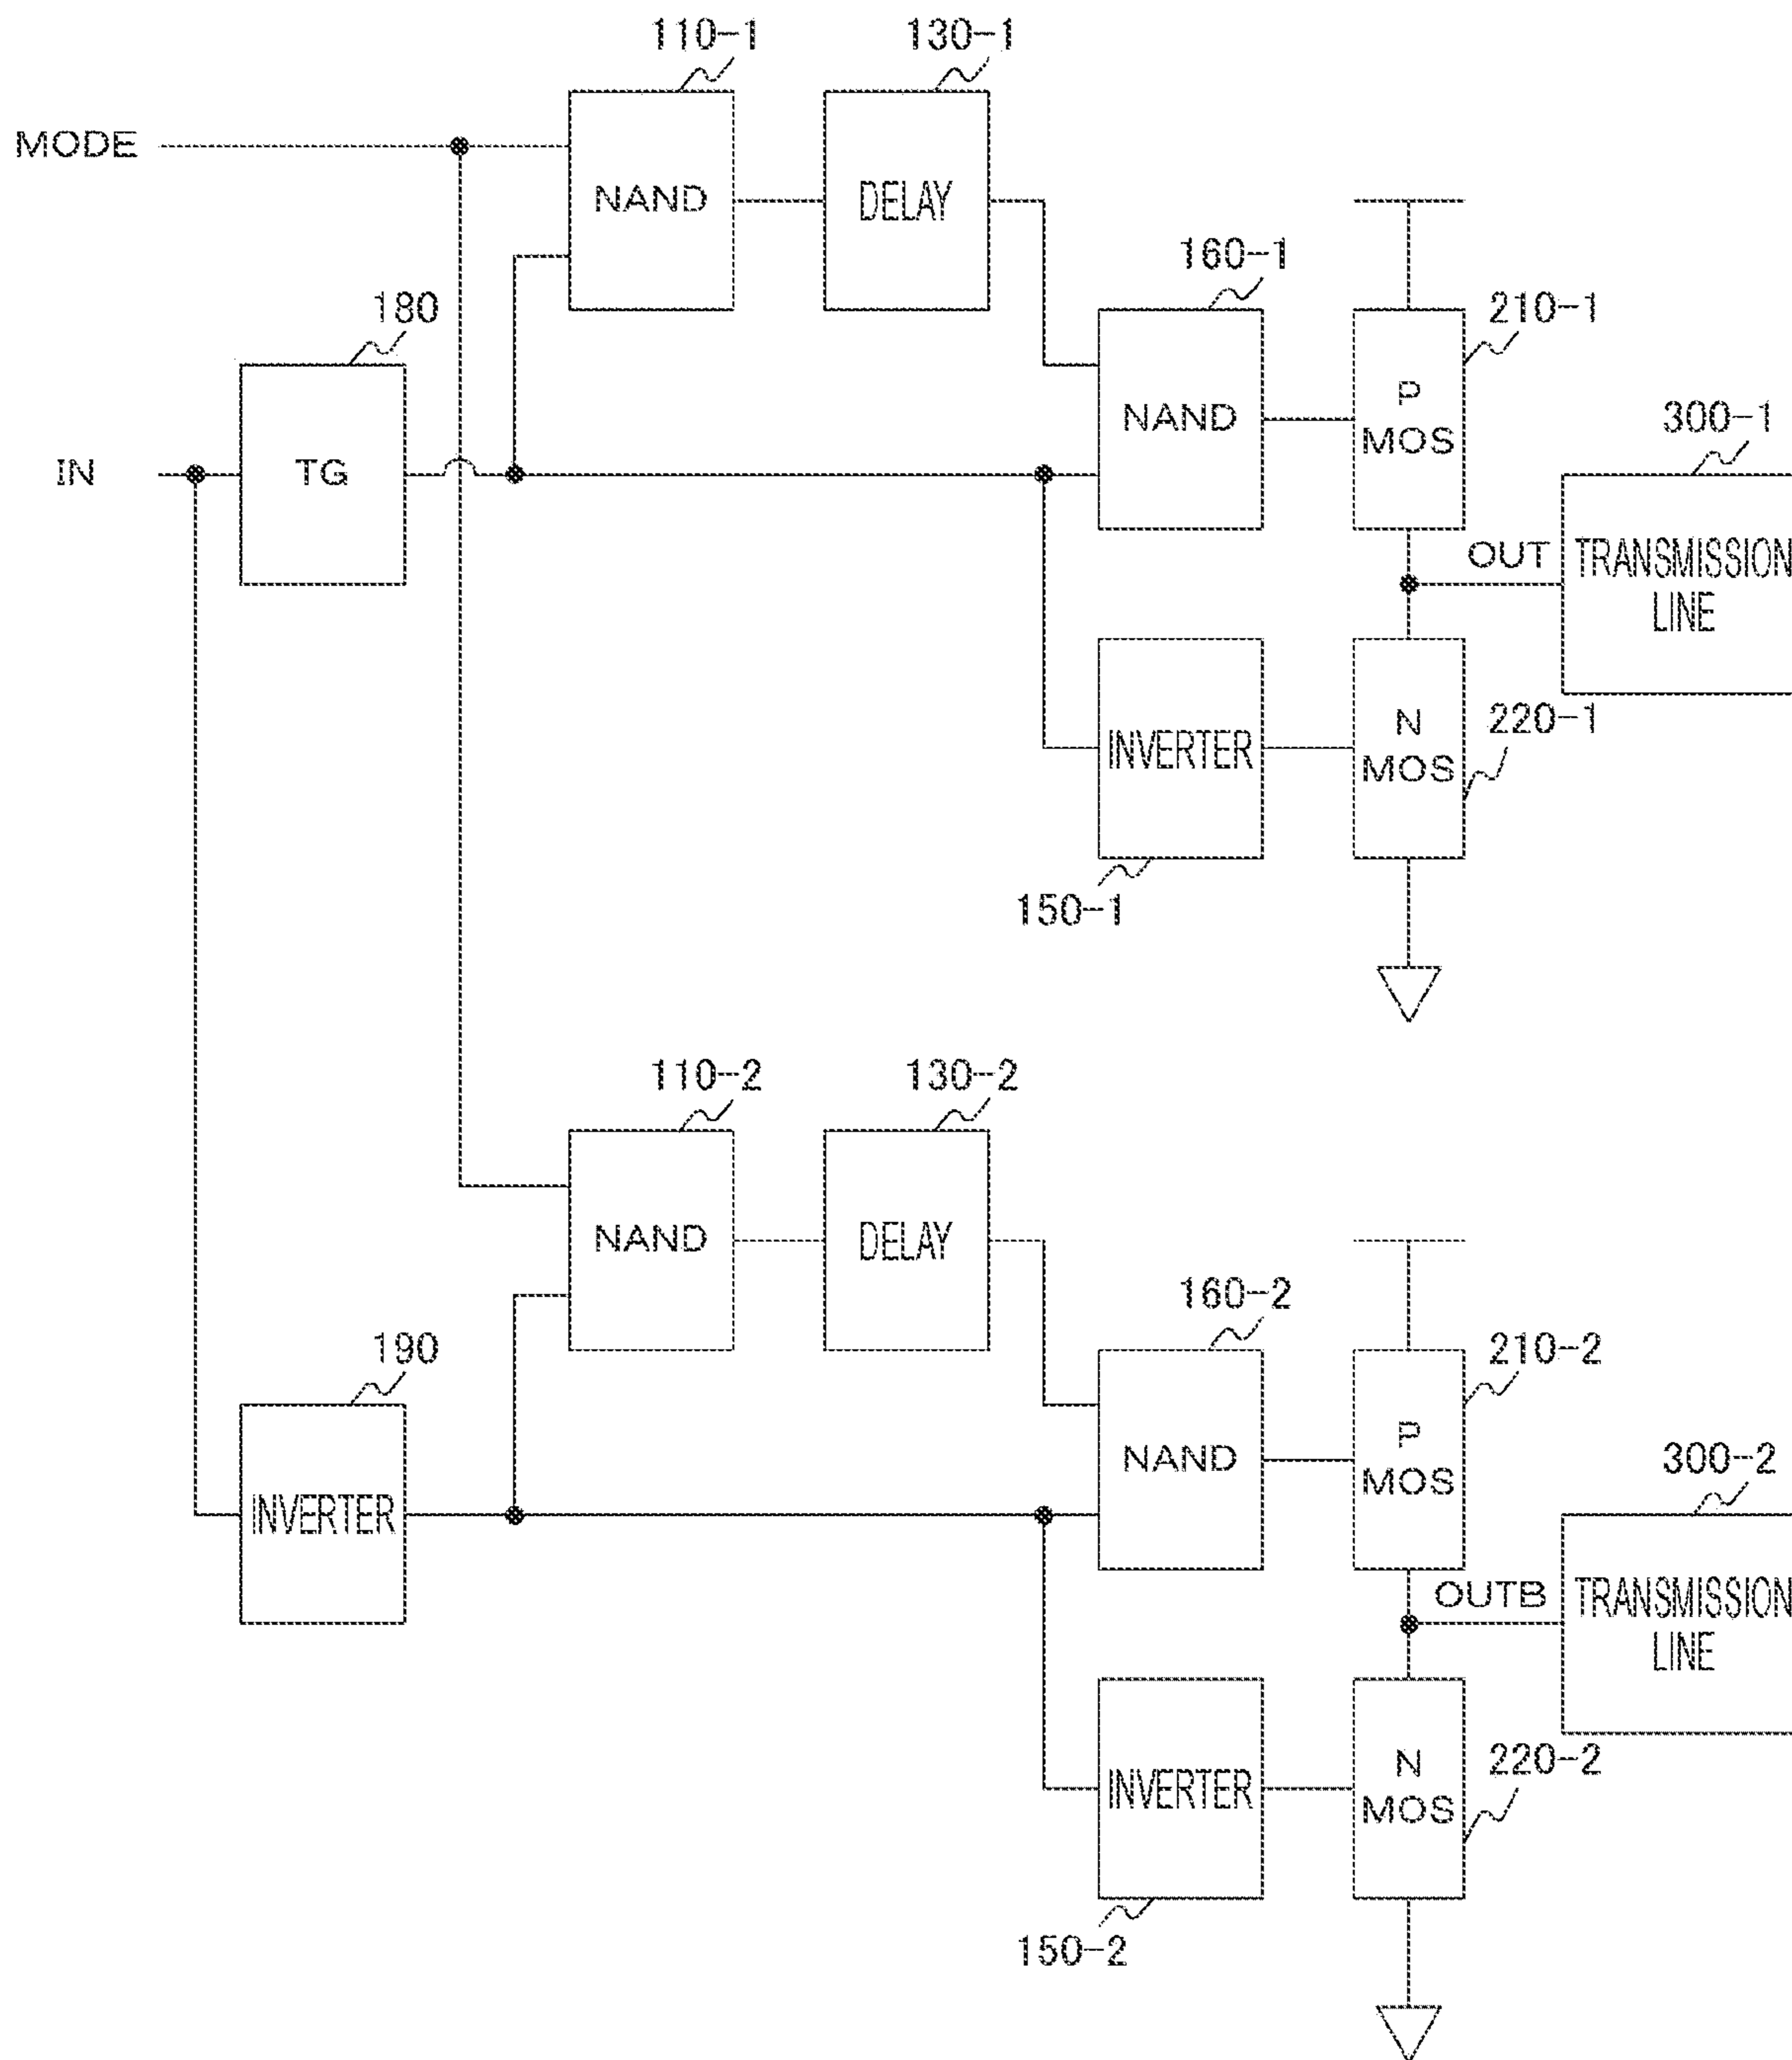 110-1
130-1
MODE
NAND
DELAY
160-1
180
210-1
P
MOS
300-1
NAND
IN
TG
OUT
TRANSMISSION
LINE
INVERTER
N
MOS
220-1
150-1
110-2
130-2
NAND
DELAY
160-2
190
210-2
P
MOS
300-2
NAND
INVERTER
OUTB
TRANSMISSION
LINE
INVERTER
N
MOS
220-2
150-2